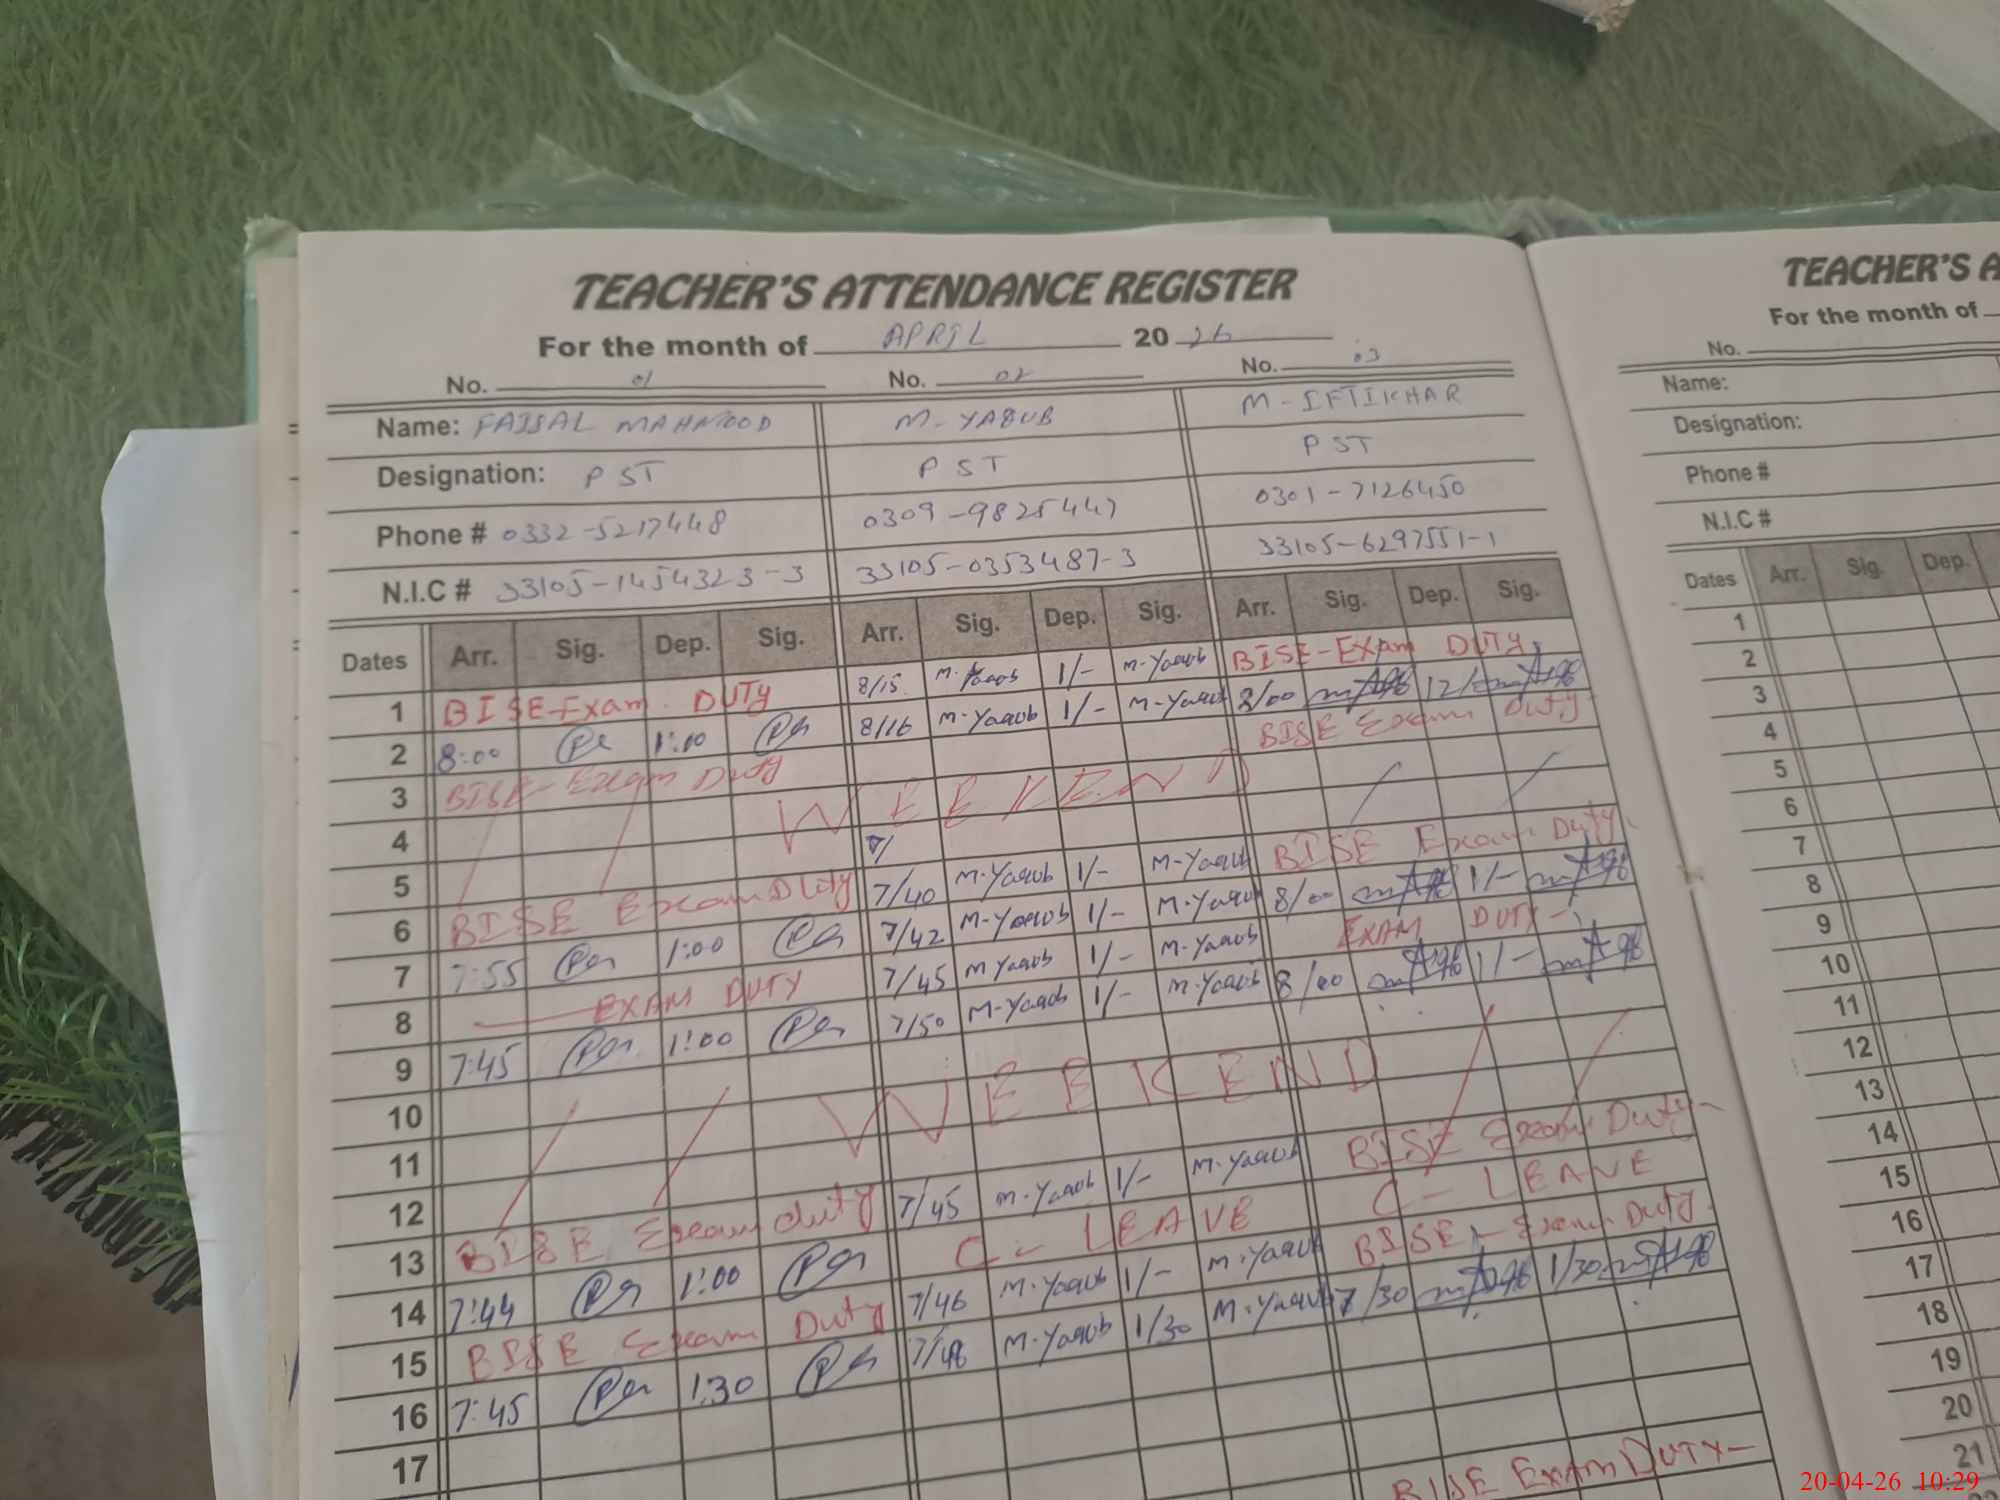 TEACHER'S ATTENDANCE REGISTER
For the month of APRIL 2026
No. 01 No. 02 No. 03
Name: FAISAL MAHMOOD M-YAQUB M-IFTIKHAR
Designation: PST PST PST
Phone # 0332-5217448 0309-9825447 0301-7126450
N.I.C # 33105-1454323-3 33105-0353487-3 33105-6297551-1
Dates Arr. Sig. Dep. Sig. Arr. Sig. Dep. Sig. Arr. Sig. Dep. Sig.
1 BISE-Exam. DUTY 8/15 M-Yaqub 1/- M-Yaqub BISE-Exam DUTY
2 8:00 1:00 8/16 M-Yaqub 1/- M-Yaqub 8/00
3 BISE-Exam Duty BISE Exam Duty
4 WEEKEND
5 7/
6 BISE Exam Duty 7/40 M-Yaqub 1/- M-Yaqub BISE Exam Duty
7 7:55 1:00 7/42 M-Yaqub 1/- M-Yaqub 8/00 1/-
8 EXAM DUTY 7/45 M-Yaqub 1/- M-Yaqub EXAM DUTY-
9 7:45 1:00 7/50 M-Yaqub 1/- M-Yaqub 8/00 1/-
10
11 WEEKEND
12
13 BISE Exam duty 7/45 M-Yaqub 1/- M-Yaqub BISE Exam Duty-
14 7:44 1:00 C-LEAVE C-LEAVE
15 BISE Exam Duty 7/46 M-Yaqub 1/- M-Yaqub BISE-Exam Duty-
16 7:45 1:30 7/48 M-Yaqub 1/30 M-Yaqub 7/30 1/30
17
BISE EXAM DUTY-
TEACHER'S A
For the month of
No.
Name:
Designation:
Phone #
N.I.C #
Dates Arr. Sig. Dep.
1
2
3
4
5
6
7
8
9
10
11
12
13
14
15
16
17
18
19
20
21
20-04-26 10:29